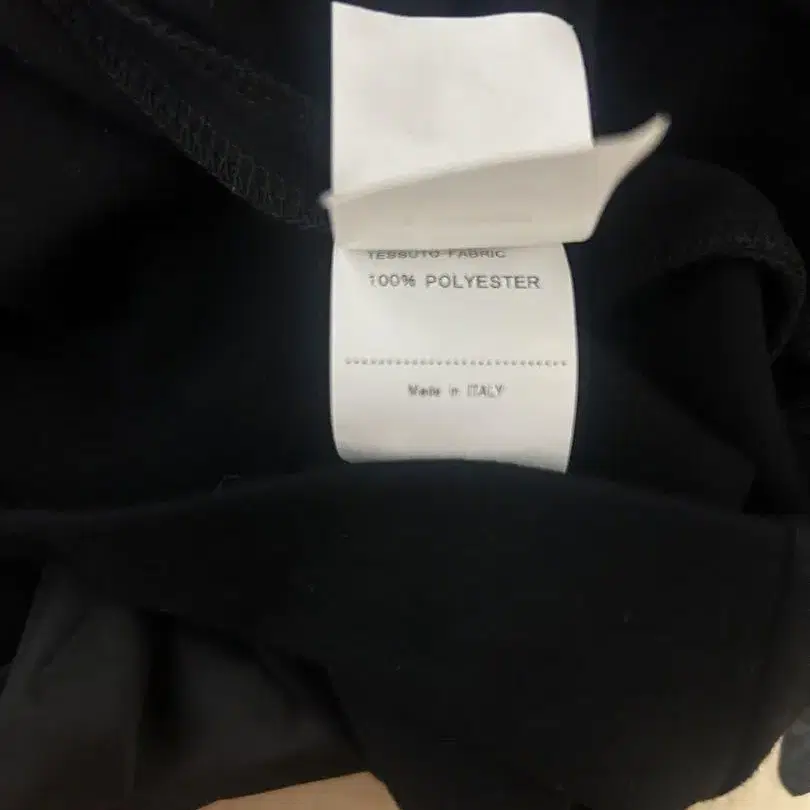 TESSUTO FABRIC
100% POLYESTER
Made in ITALY